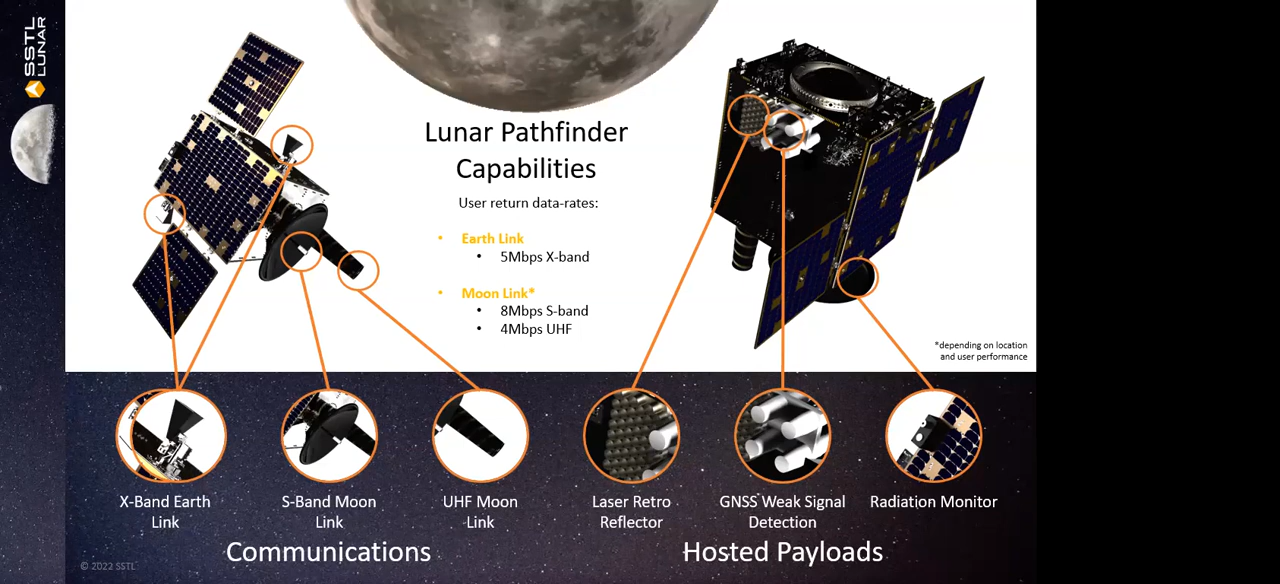 SSTL
LUNAR
Lunar Pathfinder
Capabilities
User return data-rates:
• Earth Link
• 5Mbps X-band
• Moon Link*
• 8Mbps S-band
• 4Mbps UHF
*depending on location
and user performance
X-Band Earth
Link
S-Band Moon
Link
UHF Moon
Link
Laser Retro
Reflector
GNSS Weak Signal
Detection
Radiation Monitor
Communications
Hosted Payloads
© 2022 SSTL